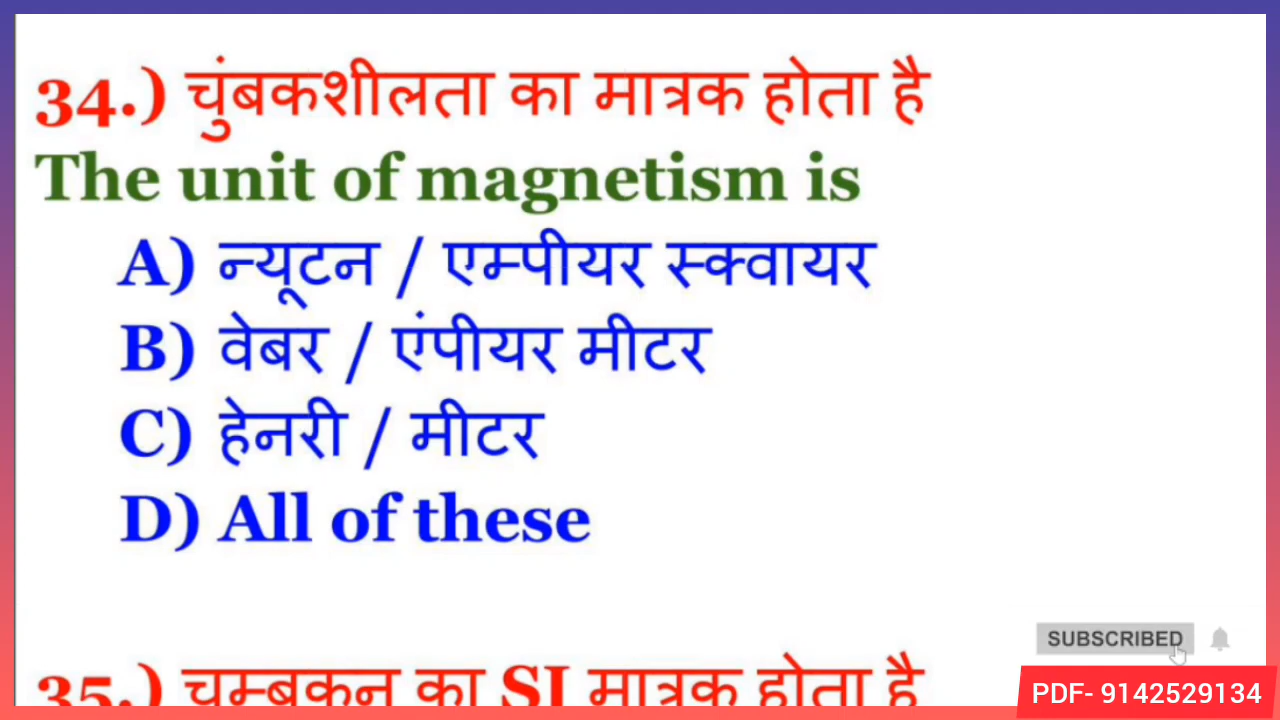 34.) चुंबकशीलता का मात्रक होता है
The unit of magnetism is
A) न्यूटन / एम्पीयर स्क्वायर
B) वेबर / एंपीयर मीटर
C) हेनरी / मीटर
D) All of these
SUBSCRIBED
35.) चुम्बकन का SI मात्रक होता है
PDF- 9142529134